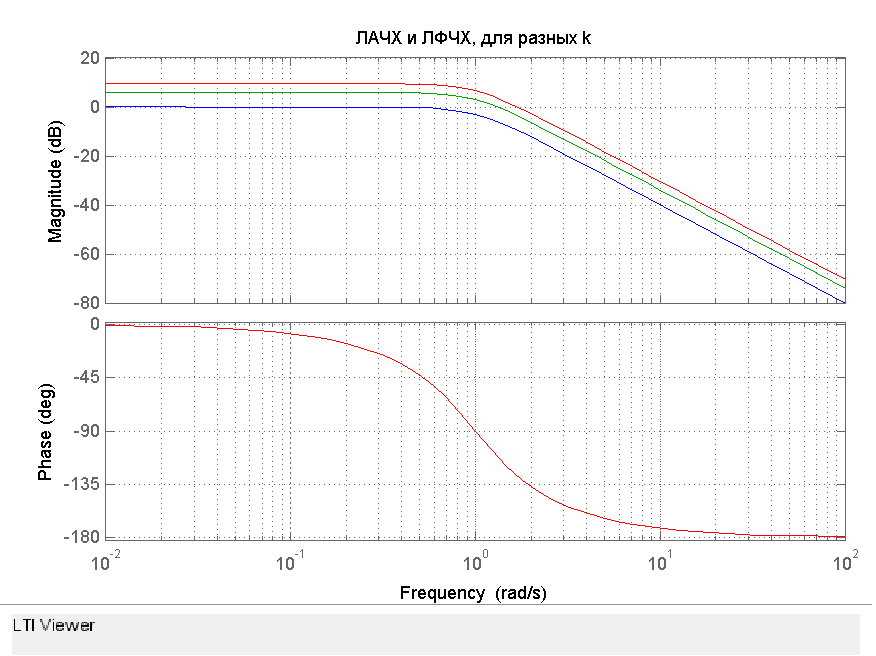 ЛАЧХ и ЛФЧХ, для разных k
Magnitude (dB)
20
0
-20
-40
-60
-80
Phase (deg)
0
-45
-90
-135
-180
10^-2 10^-1 10^0 10^1 10^2
Frequency (rad/s)
LTI Viewer